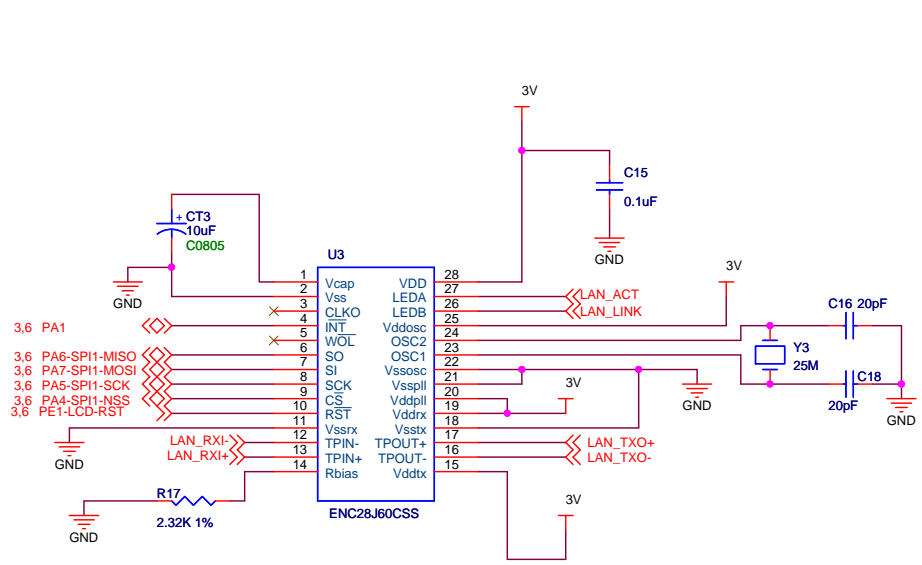 3V
C15
0.1uF
GND
+ CT3
10uF
C0805
GND
U3
3V
1 Vcap VDD 28
2 Vss LEDA 27 LAN_ACT
3 CLKO LEDB 26 LAN_LINK
3,6 PA1 4 INT Vddosc 25
5 WOL OSC2 24
3,6 PA6-SPI1-MISO 6 SO OSC1 23
3,6 PA7-SPI1-MOSI 7 SI Vssosc 22
3,6 PA5-SPI1-SCK 8 SCK Vsspll 21
3,6 PA4-SPI1-NSS 9 CS Vddpll 20
3,6 PE1-LCD-RST 10 RST Vddrx 19
11 Vssrx Vsstx 18
LAN_RXI- 12 TPIN- TPOUT+ 17 LAN_TXO+
LAN_RXI+ 13 TPIN+ TPOUT- 16 LAN_TXO-
14 Rbias Vddtx 15
C16 20pF
Y3
25M
C18
20pF
3V
GND
GND
GND
R17
2.32K 1%
GND
3V
ENC28J60CSS